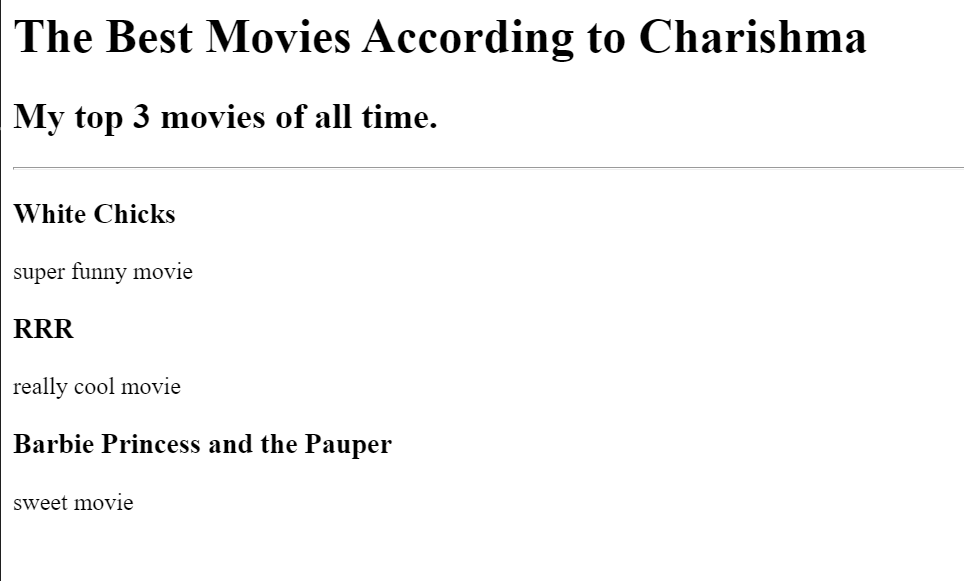 The Best Movies According to Charishma
My top 3 movies of all time.
White Chicks
super funny movie
RRR
really cool movie
Barbie Princess and the Pauper
sweet movie